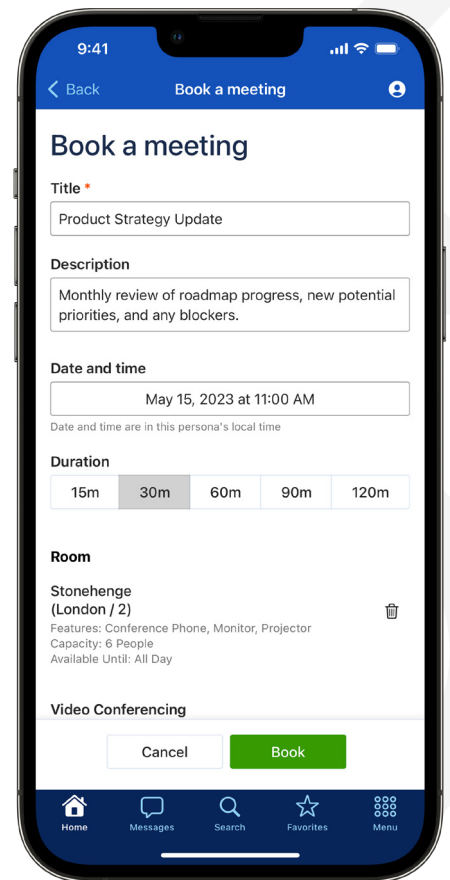 9:41
Back
Book a meeting
Book a meeting
Title *
Product Strategy Update
Description
Monthly review of roadmap progress, new potential
priorities, and any blockers.
Date and time
May 15, 2023 at 11:00 AM
Date and time are in this persona's local time
Duration
15m 30m 60m 90m 120m
Room
Stonehenge
(London / 2)
Features: Conference Phone, Monitor, Projector
Capacity: 6 People
Available Until: All Day
Video Conferencing
Cancel Book
Home Messages Search Favorites Menu